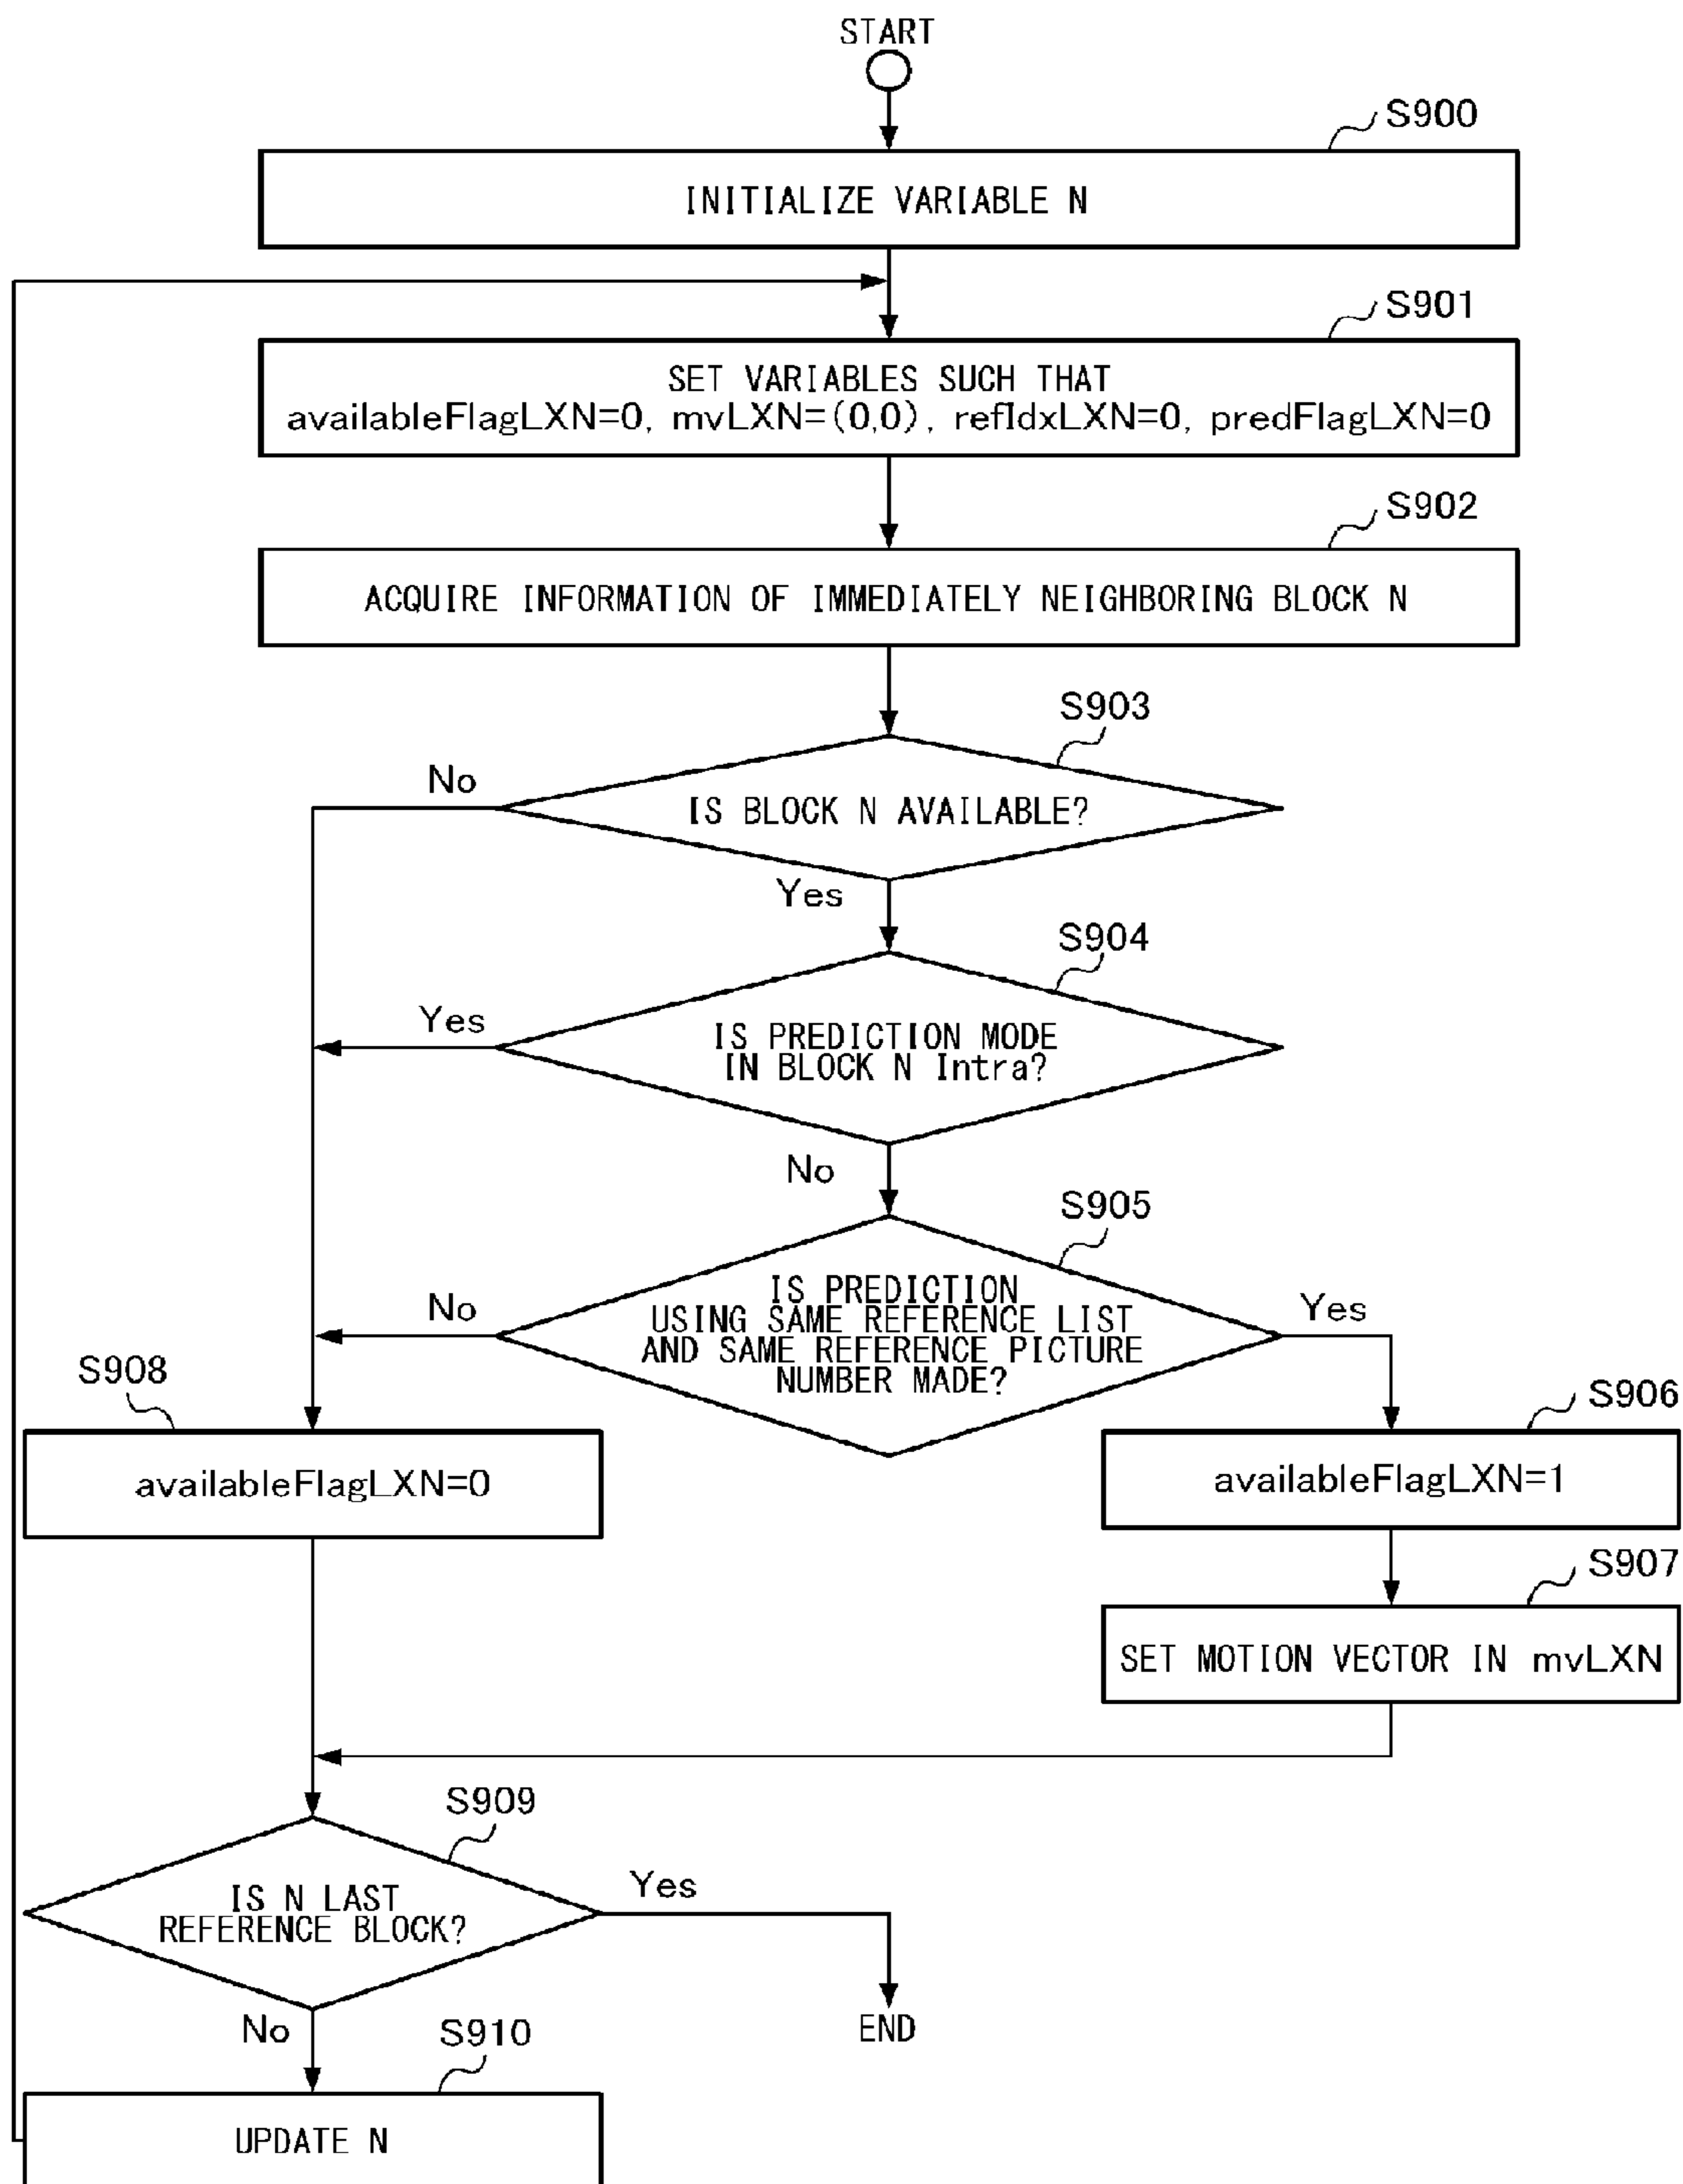 START
S900
INITIALIZE VARIABLE N
S901
SET VARIABLES SUCH THAT
availableFlagLXN=0, mvLXN=(0,0), refIdxLXN=0, predFlagLXN=0
S902
ACQUIRE INFORMATION OF IMMEDIATELY NEIGHBORING BLOCK N
S903
No
IS BLOCK N AVAILABLE?
Yes
S904
Yes
IS PREDICTION MODE
IN BLOCK N Intra?
No
S905
No
IS PREDICTION
USING SAME REFERENCE LIST
AND SAME REFERENCE PICTURE
NUMBER MADE?
Yes
S908
S906
availableFlagLXN=0
availableFlagLXN=1
S907
SET MOTION VECTOR IN mvLXN
S909
IS N LAST
REFERENCE BLOCK?
Yes
No
END
S910
UPDATE N